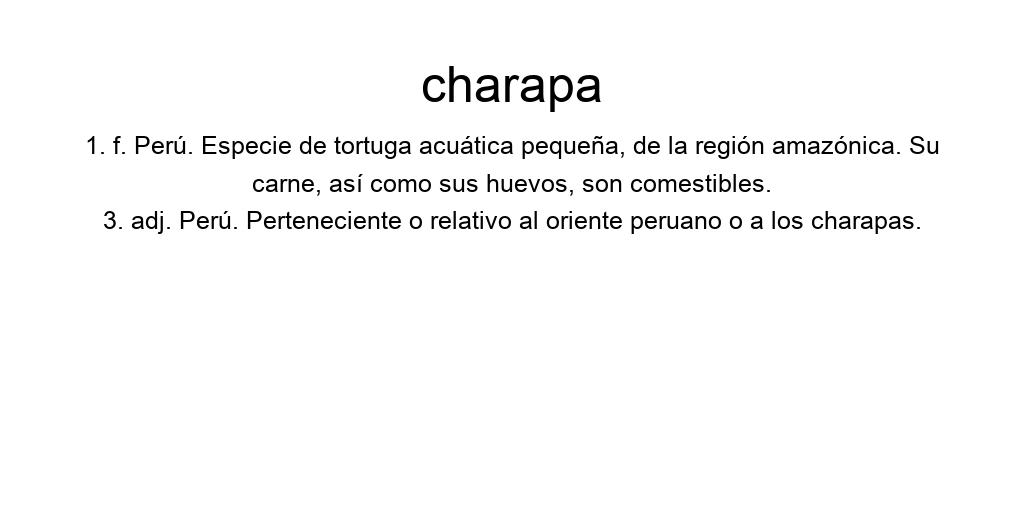 charapa
1. f. Perú. Especie de tortuga acuática pequeña, de la región amazónica. Su
carne, así como sus huevos, son comestibles.
3. adj. Perú. Perteneciente o relativo al oriente peruano o a los charapas.